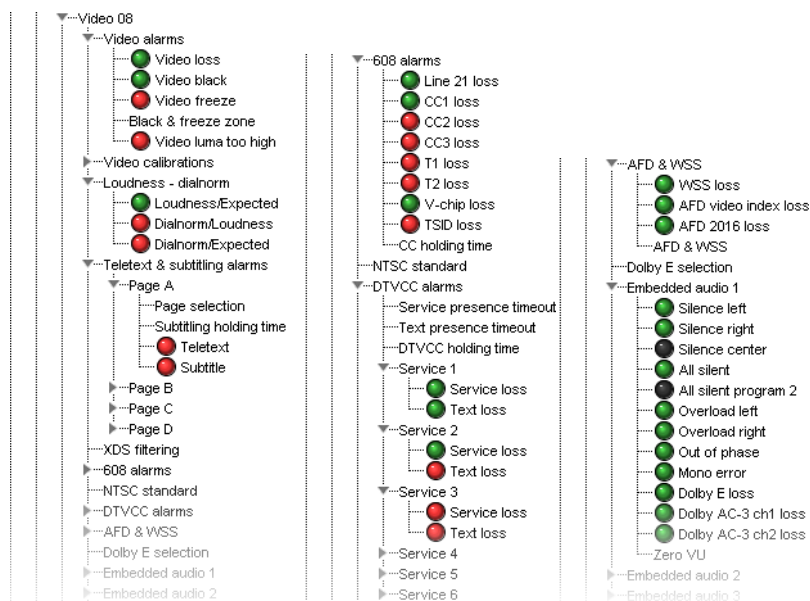 Video 08
Video alarms
Video loss
Video black
Video freeze
Black & freeze zone
Video luma too high
Video calibrations
Loudness - dialnorm
Loudness/Expected
Dialnorm/Loudness
Dialnorm/Expected
Teletext & subtitling alarms
Page A
Page selection
Subtitling holding time
Teletext
Subtitle
Page B
Page C
Page D
XDS filtering
608 alarms
NTSC standard
DTVCC alarms
AFD & WSS
Dolby E selection
Embedded audio 1
Embedded audio 2
608 alarms
Line 21 loss
CC1 loss
CC2 loss
CC3 loss
T1 loss
T2 loss
V-chip loss
TSID loss
CC holding time
NTSC standard
DTVCC alarms
Service presence timeout
Text presence timeout
DTVCC holding time
Service 1
Service loss
Text loss
Service 2
Service loss
Text loss
Service 3
Service loss
Text loss
Service 4
Service 5
Service 6
AFD & WSS
WSS loss
AFD video index loss
AFD 2016 loss
AFD & WSS
Dolby E selection
Embedded audio 1
Silence left
Silence right
Silence center
All silent
All silent program 2
Overload left
Overload right
Out of phase
Mono error
Dolby E loss
Dolby AC-3 ch1 loss
Dolby AC-3 ch2 loss
Zero VU
Embedded audio 2
Embedded audio 3